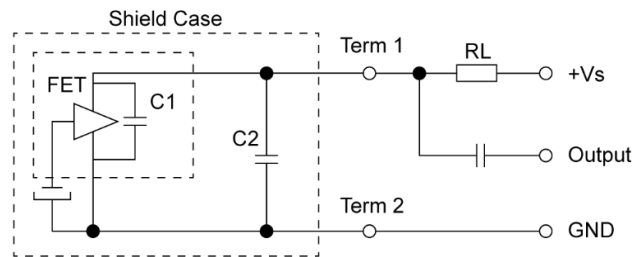 Shield Case
Term 1
RL
+Vs
FET
C1
C2
Output
Term 2
GND